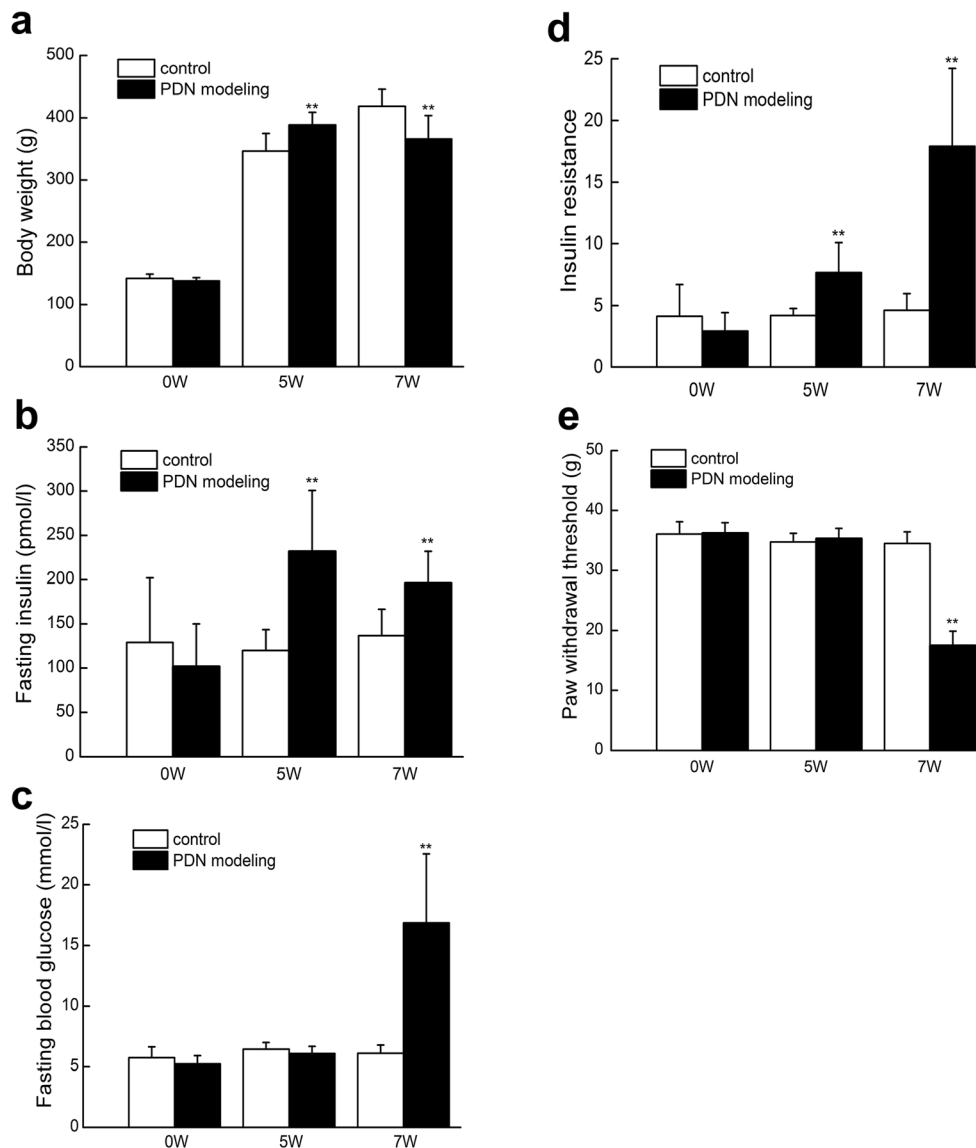 a
Body weight (g)
500
400
300
200
100
0
control
PDN modeling
**
**
0W
5W
7W
b
Fasting insulin (pmol/l)
350
300
250
200
150
100
50
0
control
PDN modeling
**
**
0W
5W
7W
c
Fasting blood glucose (mmol/l)
25
20
15
10
5
0
control
PDN modeling
**
0W
5W
7W
d
Insulin resistance
25
20
15
10
5
0
control
PDN modeling
**
**
0W
5W
7W
e
Paw withdrawal threshold (g)
50
40
30
20
10
0
control
PDN modeling
**
0W
5W
7W